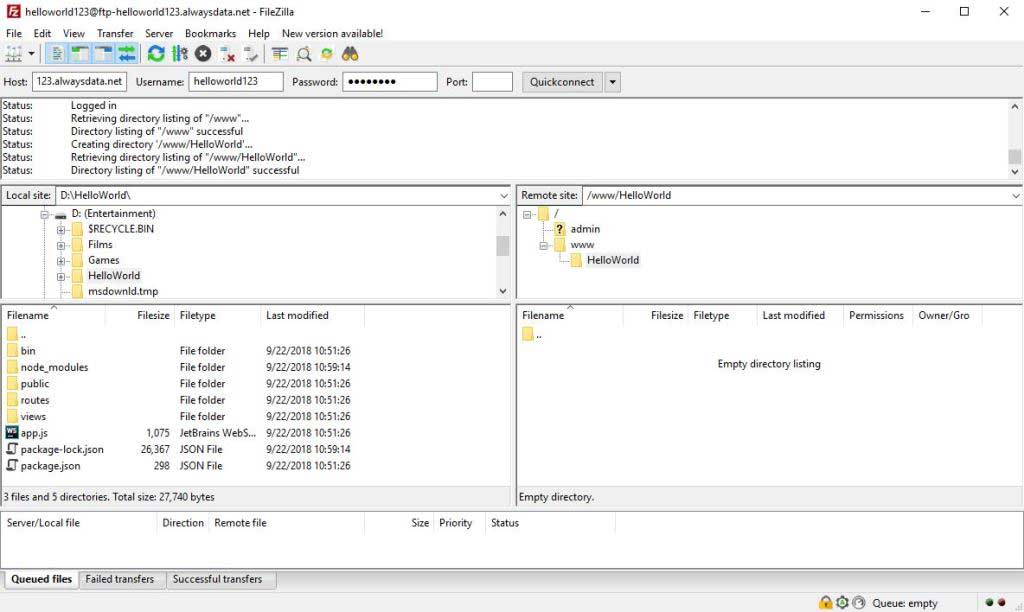 helloworld123@ftp-helloworld123.alwaysdata.net - FileZilla
File Edit View Transfer Server Bookmarks Help New version available!
Host: 123.alwaysdata.net Username: helloworld123 Password: ●●●●●●●● Port: Quickconnect
Status: Logged in
Status: Retrieving directory listing of "/www"...
Status: Directory listing of "/www" successful
Status: Creating directory '/www/HelloWorld'...
Status: Retrieving directory listing of "/www/HelloWorld"...
Status: Directory listing of "/www/HelloWorld" successful
Local site: D:\HelloWorld\
D: (Entertainment)
$RECYCLE.BIN
Films
Games
HelloWorld
msdownld.tmp
Remote site: /www/HelloWorld
/
? admin
www
HelloWorld
Filename Filesize Filetype Last modified
..
bin File folder 9/22/2018 10:51:26
node_modules File folder 9/22/2018 10:59:14
public File folder 9/22/2018 10:51:26
routes File folder 9/22/2018 10:51:26
views File folder 9/22/2018 10:51:26
app.js 1,075 JetBrains WebS... 9/22/2018 10:51:26
package-lock.json 26,367 JSON File 9/22/2018 10:59:14
package.json 298 JSON File 9/22/2018 10:51:26
3 files and 5 directories. Total size: 27,740 bytes
Filename Filesize Filetype Last modified Permissions Owner/Gro
..
Empty directory listing
Empty directory.
Server/Local file Direction Remote file Size Priority Status
Queued files Failed transfers Successful transfers
Queue: empty